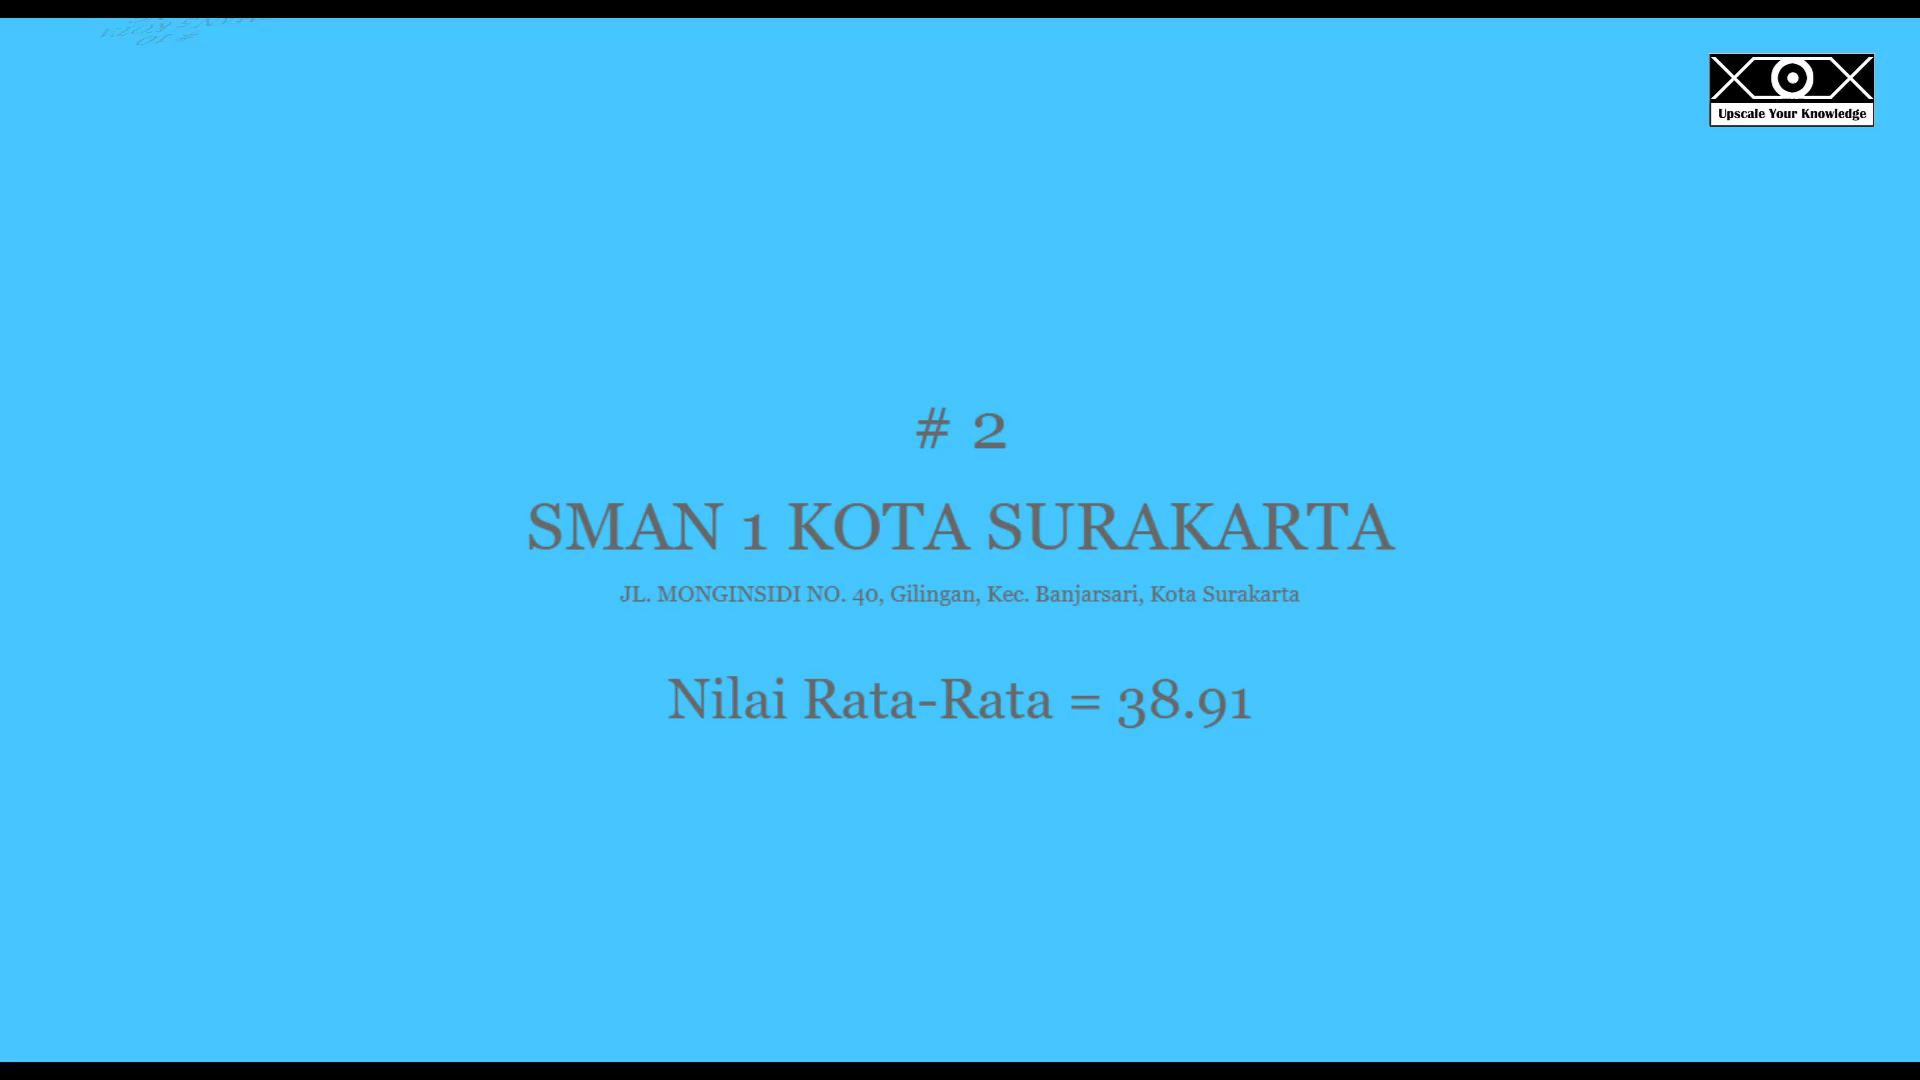 Upscale Your Knowledge
# 2
SMAN 1 KOTA SURAKARTA
JL. MONGINSIDI NO. 40, Gilingan, Kec. Banjarsari, Kota Surakarta
Nilai Rata-Rata = 38.91